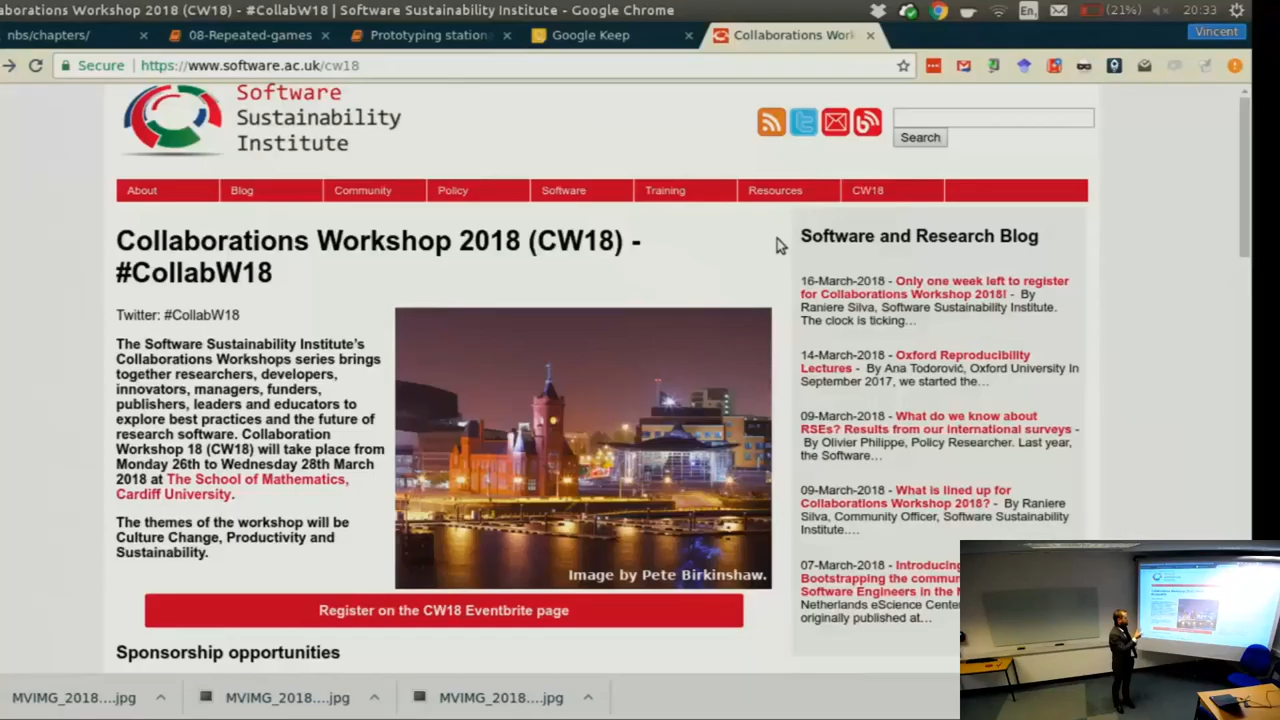 aborations Workshop 2018 (CW18) - #CollabW18 | Software Sustainability Institute - Google Chrome
En
(21%)
20:33
nbs/chapters/
08-Repeated-games
Prototyping station
Google Keep
Collaborations Work
Vincent
Secure
https://www.software.ac.uk/cw18
Software
Sustainability
Institute
Search
About
Blog
Community
Policy
Software
Training
Resources
CW18
Collaborations Workshop 2018 (CW18) -
#CollabW18
Twitter: #CollabW18
The Software Sustainability Institute's
Collaborations Workshops series brings
together researchers, developers,
innovators, managers, funders,
publishers, leaders and educators to
explore best practices and the future of
research software. Collaboration
Workshop 18 (CW18) will take place from
Monday 26th to Wednesday 28th March
2018 at The School of Mathematics,
Cardiff University.
The themes of the workshop will be
Culture Change, Productivity and
Sustainability.
Image by Pete Birkinshaw.
Register on the CW18 Eventbrite page
Sponsorship opportunities
Software and Research Blog
16-March-2018 - Only one week left to register
for Collaborations Workshop 2018! - By
Raniere Silva, Software Sustainability Institute.
The clock is ticking…
14-March-2018 - Oxford Reproducibility
Lectures - By Ana Todorović, Oxford University In
September 2017, we started the…
09-March-2018 - What do we know about
RSEs? Results from our international surveys -
By Olivier Philippe, Policy Researcher. Last year,
the Software…
09-March-2018 - What is lined up for
Collaborations Workshop 2018? - By Raniere
Silva, Community Officer, Software Sustainability
Institute.…
07-March-2018 - Introducing
Bootstrapping the commun
Software Engineers in the N
Netherlands eScience Center
originally published at…
MVIMG_2018....jpg
MVIMG_2018....jpg
MVIMG_2018....jpg